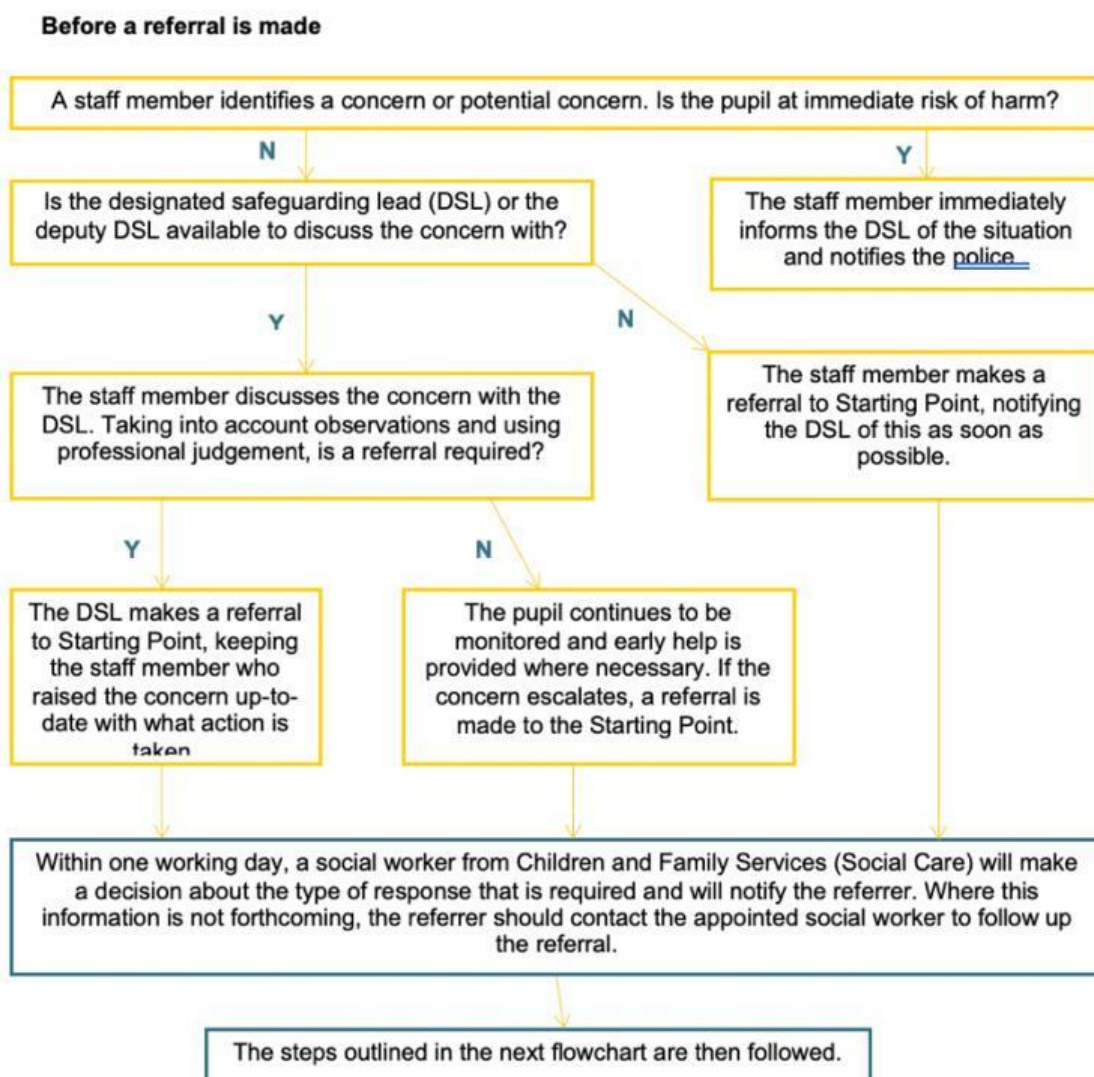 Before a referral is made
A staff member identifies a concern or potential concern. Is the pupil at immediate risk of harm?
N
Y
Is the designated safeguarding lead (DSL) or the
deputy DSL available to discuss the concern with?
The staff member immediately
informs the DSL of the situation
and notifies the police
Y
N
The staff member discusses the concern with the
DSL. Taking into account observations and using
professional judgement, is a referral required?
The staff member makes a
referral to Starting Point, notifying
the DSL of this as soon as
possible.
Y
N
The DSL makes a referral
to Starting Point, keeping
the staff member who
raised the concern up-to-
date with what action is
taken
The pupil continues to be
monitored and early help is
provided where necessary. If the
concern escalates, a referral is
made to the Starting Point.
Within one working day, a social worker from Children and Family Services (Social Care) will make
a decision about the type of response that is required and will notify the referrer. Where this
information is not forthcoming, the referrer should contact the appointed social worker to follow up
the referral.
The steps outlined in the next flowchart are then followed.